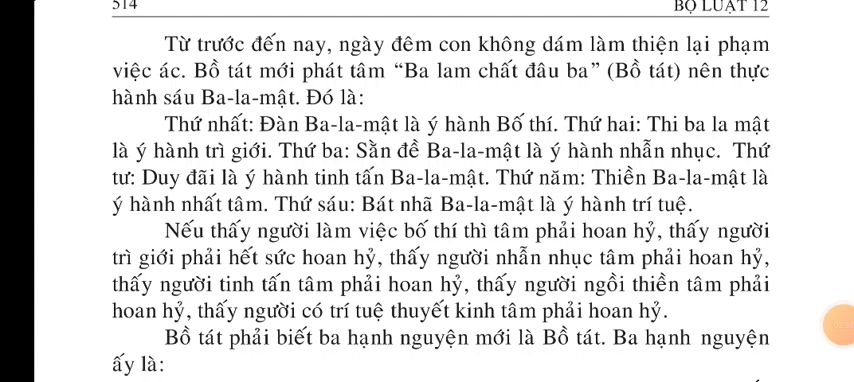 514 BỘ LUẬT 12
Từ trước đến nay, ngày đêm con không dám làm thiện lại phạm
việc ác. Bồ tát mới phát tâm “Ba lam chất đâu ba” (Bồ tát) nên thực
hành sáu Ba-la-mật. Đó là:
Thứ nhất: Đàn Ba-la-mật là ý hành Bố thí. Thứ hai: Thi ba la mật
là ý hành trì giới. Thứ ba: Sằn đề Ba-la-mật là ý hành nhẫn nhục. Thứ
tư: Duy đãi là ý hành tinh tấn Ba-la-mật. Thứ năm: Thiền Ba-la-mật là
ý hành nhất tâm. Thứ sáu: Bát nhã Ba-la-mật là ý hành trí tuệ.
Nếu thấy người làm việc bố thí thì tâm phải hoan hỷ, thấy người
trì giới phải hết sức hoan hỷ, thấy người nhẫn nhục tâm phải hoan hỷ,
thấy người tinh tấn tâm phải hoan hỷ, thấy người ngồi thiền tâm phải
hoan hỷ, thấy người có trí tuệ thuyết kinh tâm phải hoan hỷ.
Bồ tát phải biết ba hạnh nguyện mới là Bồ tát. Ba hạnh nguyện
ấy là: